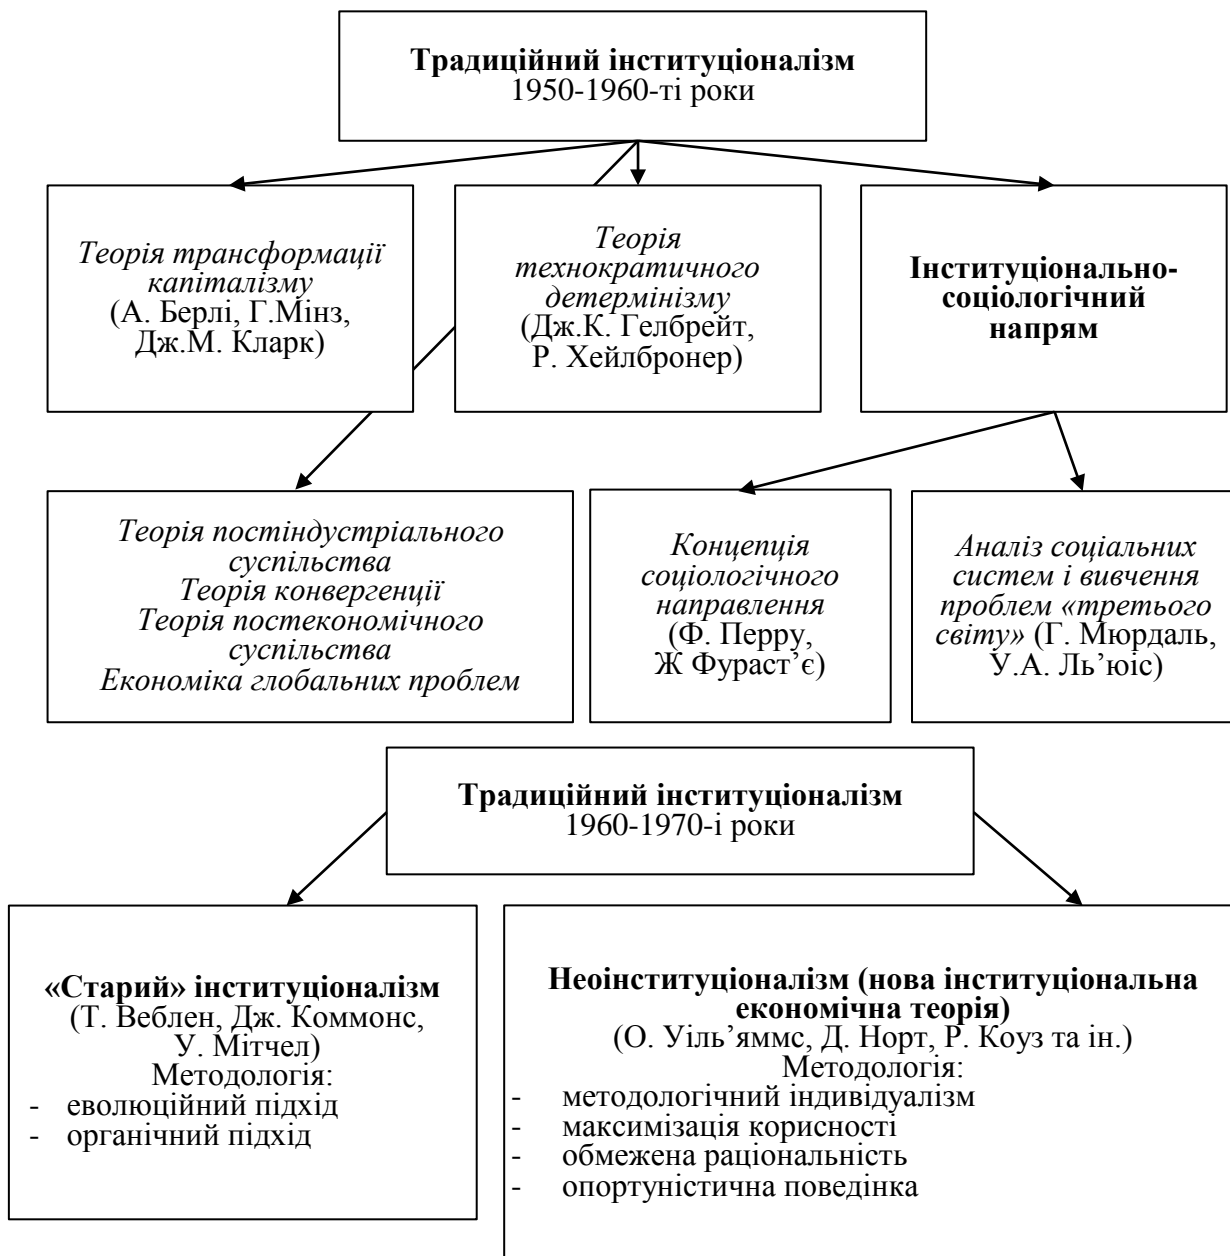 Традиційний інституціоналізм
1950-1960-ті роки
Теорія трансформації
капіталізму
(А. Берлі, Г.Мінз,
Дж.М. Кларк)
Теорія
технократичного
детермінізму
(Дж.К. Гелбрейт,
Р. Хейлбронер)
Інституціонально-
соціологічний
напрям
Теорія постіндустріального
суспільства
Теорія конвергенції
Теорія постекономічного
суспільства
Економіка глобальних проблем
Концепція
соціологічного
направлення
(Ф. Перру,
Ж Фураст’є)
Аналіз соціальних
систем і вивчення
проблем «третього
світу» (Г. Мюрдаль,
У.А. Ль’юіс)
Традиційний інституціоналізм
1960-1970-і роки
«Старий» інституціоналізм
(Т. Веблен, Дж. Коммонс,
У. Мітчел)
Методологія:
- еволюційний підхід
- органічний підхід
Неоінституціоналізм (нова інституціональна
економічна теорія)
(О. Уіль’яммс, Д. Норт, Р. Коуз та ін.)
Методологія:
- методологічний індивідуалізм
- максимізація корисності
- обмежена раціональність
- опортуністична поведінка